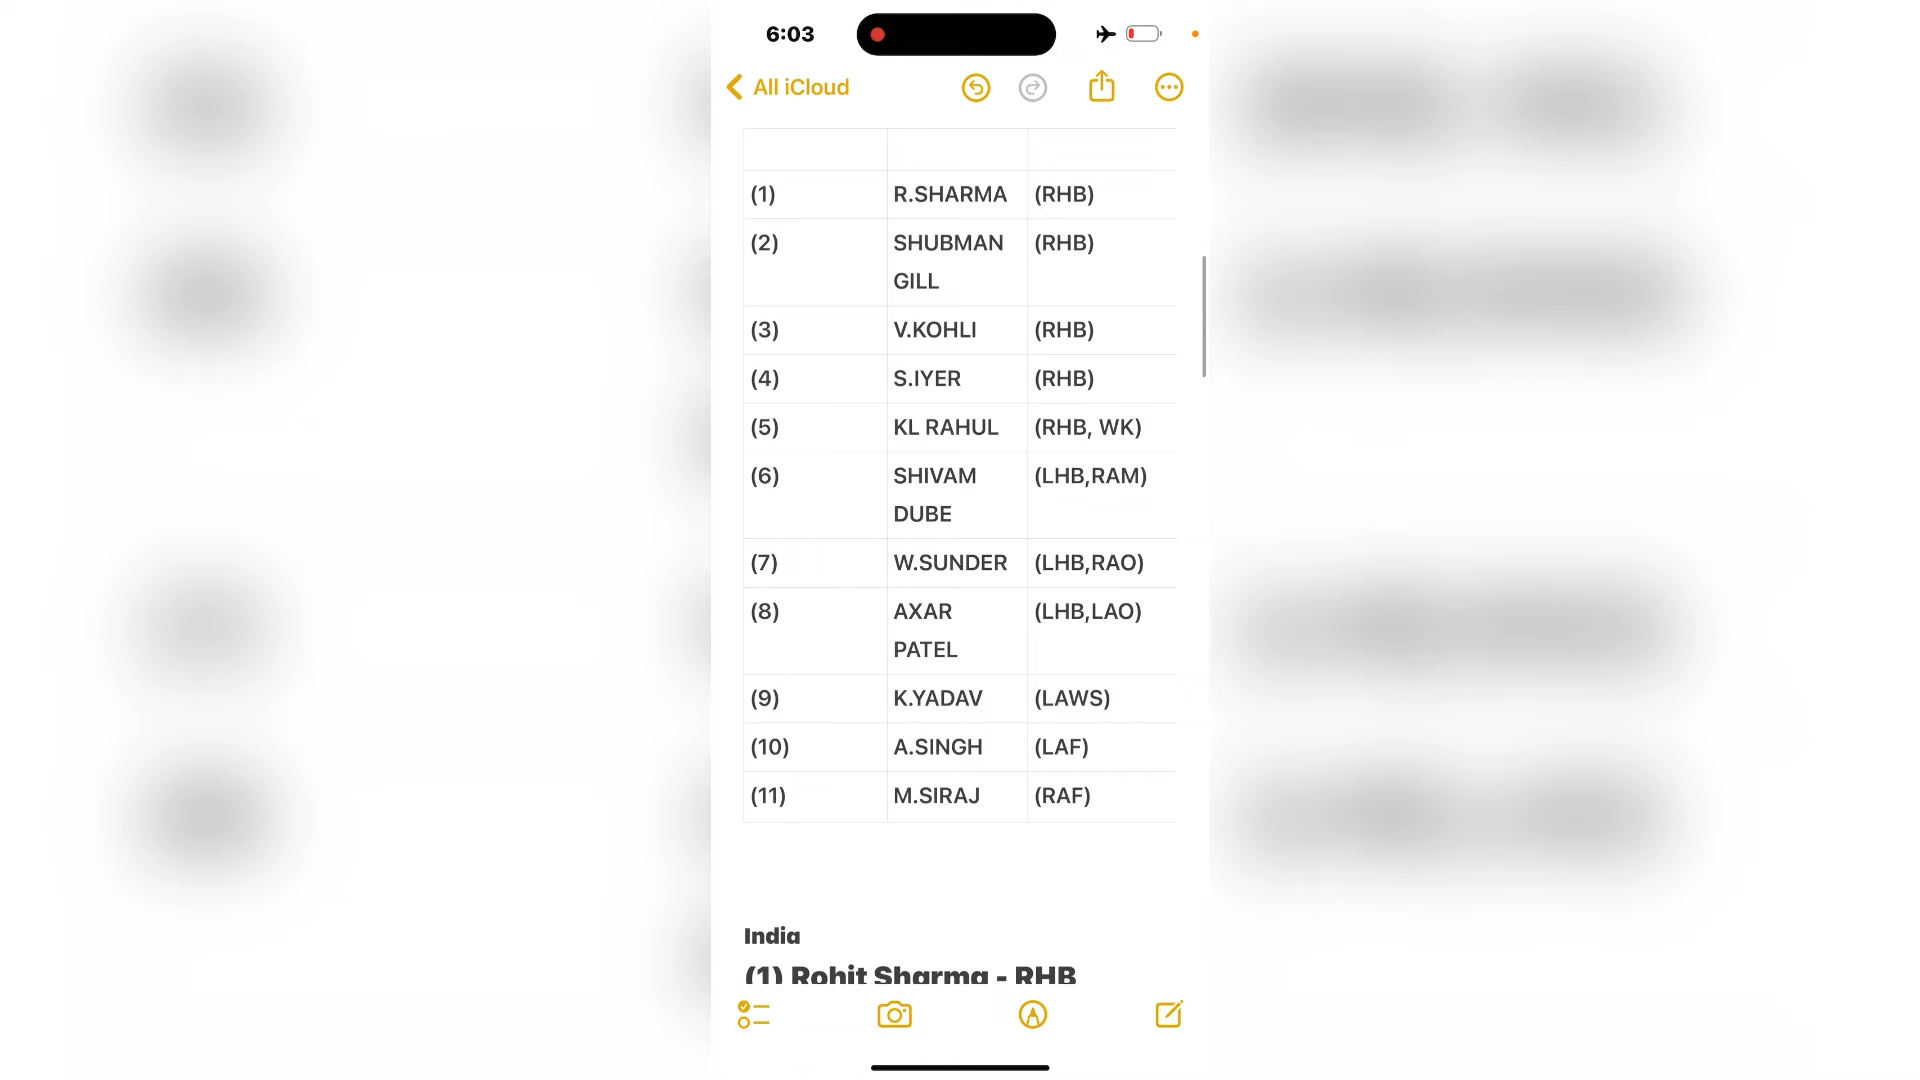 6:03
All iCloud
(1) R.SHARMA (RHB)
(2) SHUBMAN (RHB)
GILL
(3) V.KOHLI (RHB)
(4) S.IYER (RHB)
(5) KL RAHUL (RHB, WK)
(6) SHIVAM (LHB,RAM)
DUBE
(7) W.SUNDER (LHB,RAO)
(8) AXAR (LHB,LAO)
PATEL
(9) K.YADAV (LAWS)
(10) A.SINGH (LAF)
(11) M.SIRAJ (RAF)
India
(1) Rohit Sharma - RHB